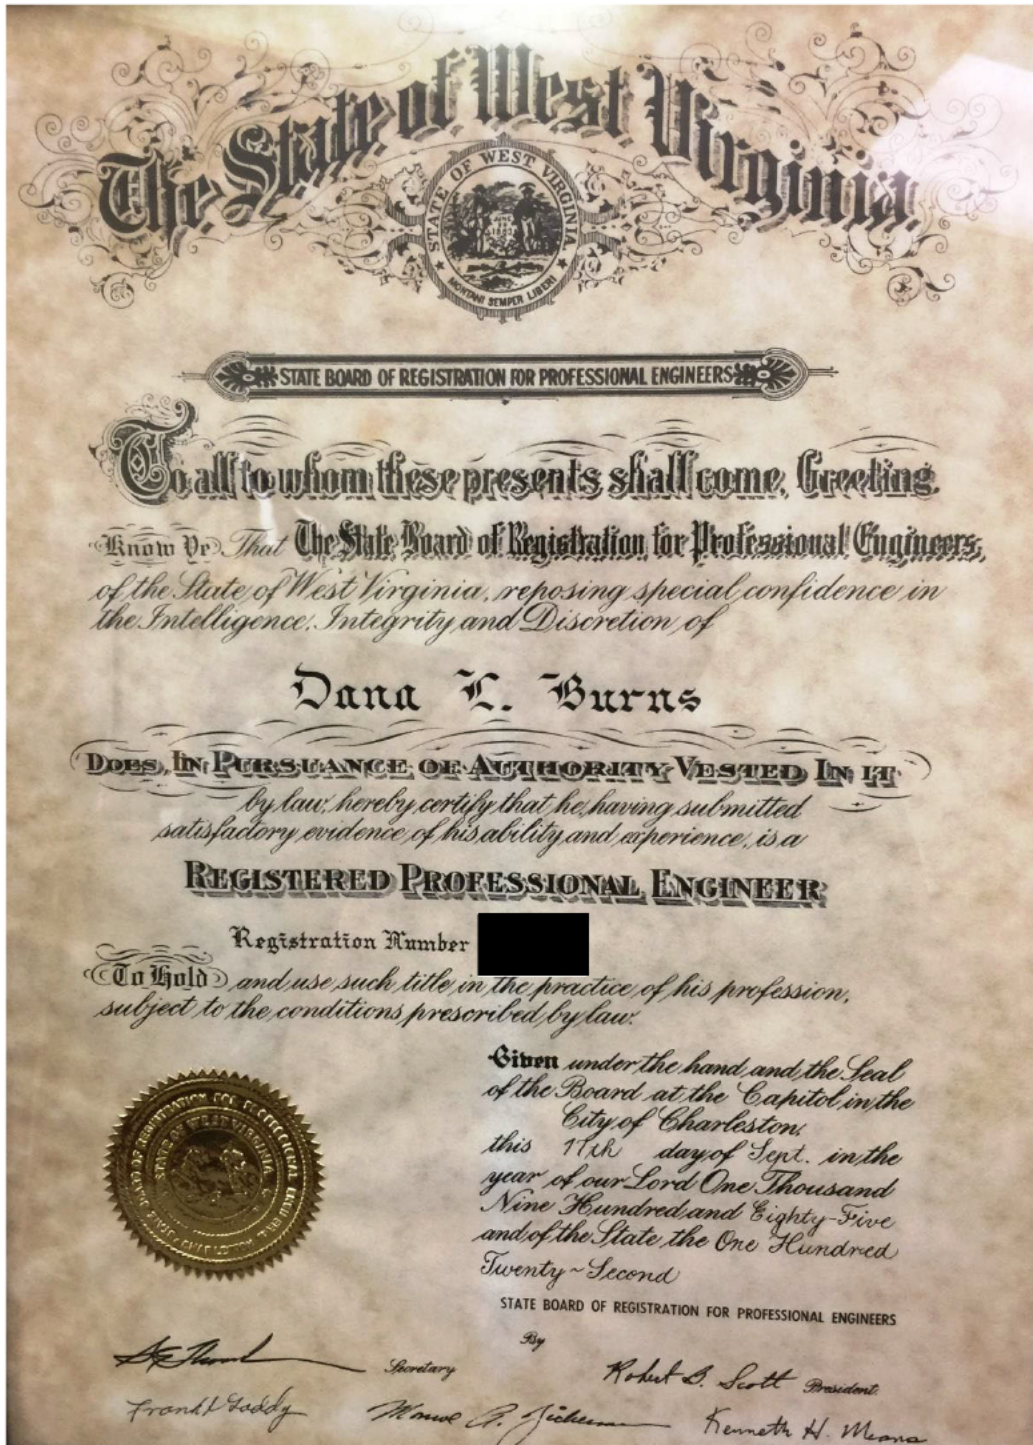 The State of West Virginia
STATE OF WEST VIRGINIA
MONTANI SEMPER LIBERI
STATE BOARD OF REGISTRATION FOR PROFESSIONAL ENGINEERS
To all to whom these presents shall come, Greeting.
Know Ye, That The State Board of Registration for Professional Engineers,
of the State of West Virginia, reposing special confidence in
the Intelligence, Integrity and Discretion of
Dana L. Burns
DOES, IN PURSUANCE OF AUTHORITY VESTED IN IT
by law, hereby certify that he, having submitted
satisfactory evidence of his ability and experience, is a
REGISTERED PROFESSIONAL ENGINEER
Registration Number
To Hold and use such title in the practice of his profession,
subject to the conditions prescribed by law.
Given under the hand and the Seal
of the Board at the Capitol in the
City of Charleston,
this 17th day of Sept. in the
year of our Lord One Thousand
Nine Hundred and Eighty-Five
and of the State the One Hundred
Twenty~Second
STATE BOARD OF REGISTRATION FOR PROFESSIONAL ENGINEERS
By
Secretary
Robert B. Scott President
Frank Gaddy
Kenneth H. Means
STATE OF WEST VIRGINIA